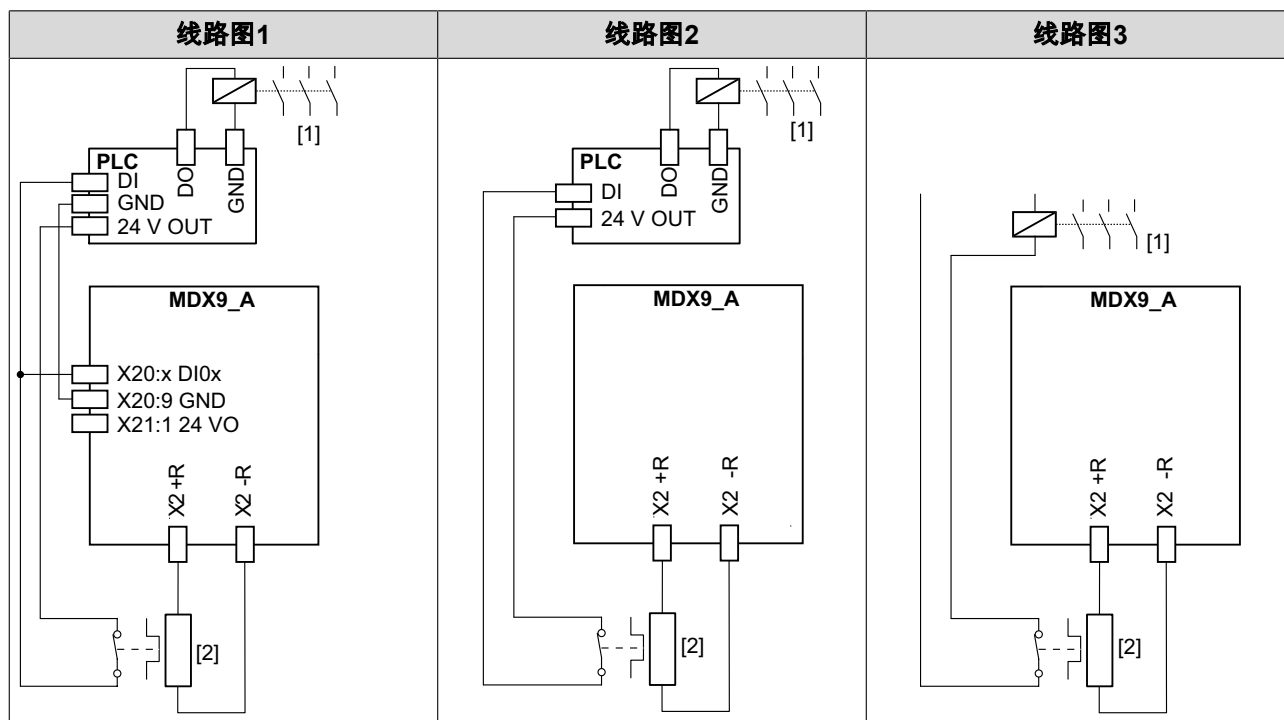 线路图1
线路图2
线路图3
[1]
PLC
DI
GND
24 V OUT
DO
GND
MDX9_A
X20:x DI0x
X20:9 GND
X21:1 24 VO
X2 +R
X2 -R
[2]
[1]
PLC
DI
24 V OUT
DO
GND
MDX9_A
X2 +R
X2 -R
[2]
[1]
MDX9_A
X2 +R
X2 -R
[2]